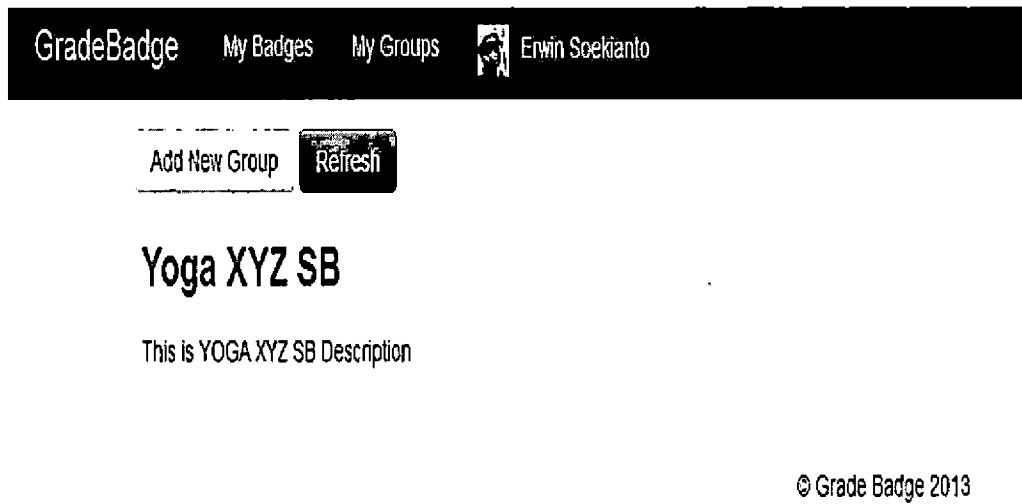 GradeBadge My Badges My Groups Erwin Soekianto
Add New Group Refresh
Yoga XYZ SB
This is YOGA XYZ SB Description
© Grade Badge 2013